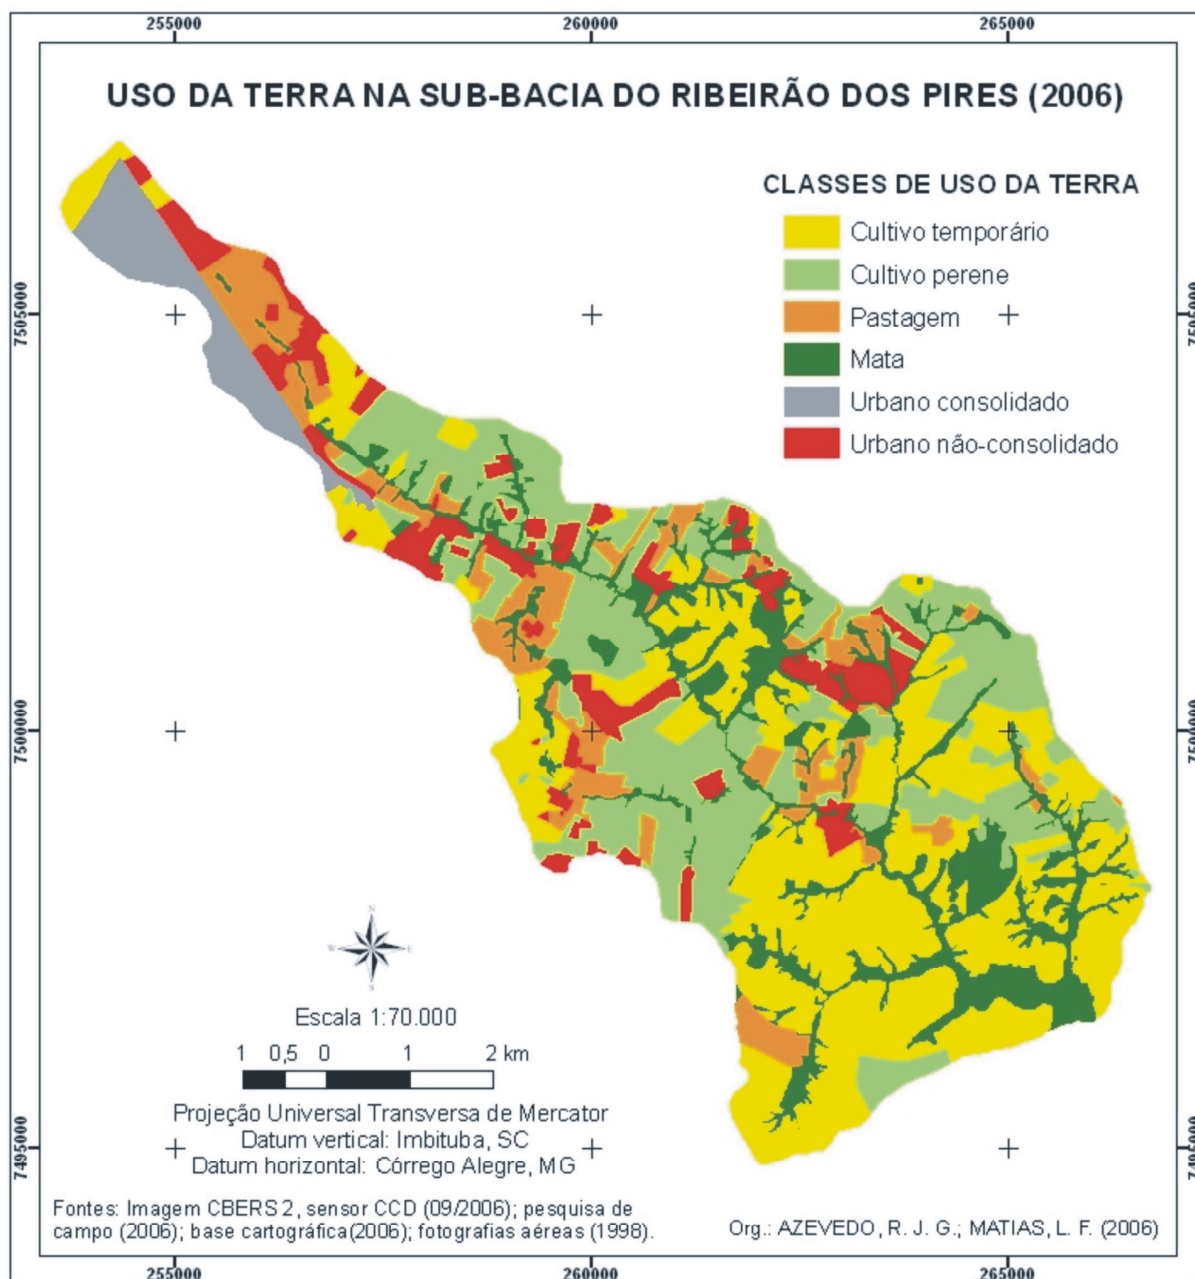 255000 260000 265000
USO DA TERRA NA SUB-BACIA DO RIBEIRÃO DOS PIRES (2006)
CLASSES DE USO DA TERRA
Cultivo temporário
Cultivo perene
Pastagem
Mata
Urbano consolidado
Urbano não-consolidado
7505000 7505000
7500000 7500000
N
W E
S
Escala 1:70.000
1 0,5 0 1 2 km
Projeção Universal Transversa de Mercator
Datum vertical: Imbituba, SC
Datum horizontal: Córrego Alegre, MG
7495000 7495000
Fontes: Imagem CBERS 2, sensor CCD (09/2006); pesquisa de
campo (2006); base cartográfica(2006); fotografias aéreas (1998).
Org.: AZEVEDO, R. J. G.; MATIAS, L. F. (2006)
255000 260000 265000